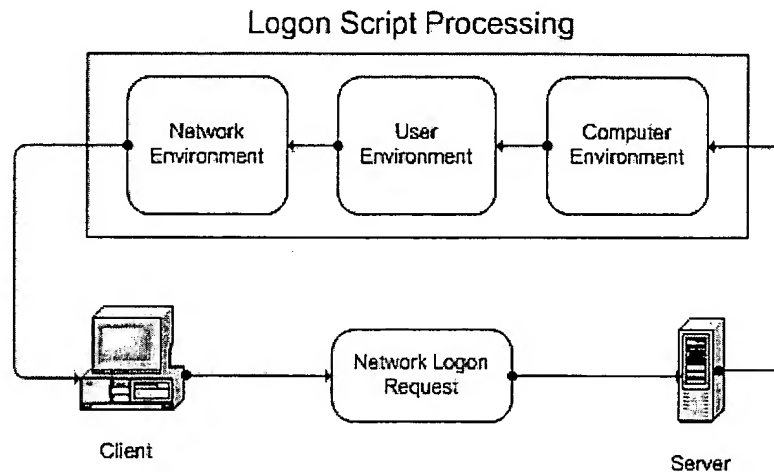 Logon Script Processing
Network
Environment
User
Environment
Computer
Environment
Network Logon
Request
Client
Server